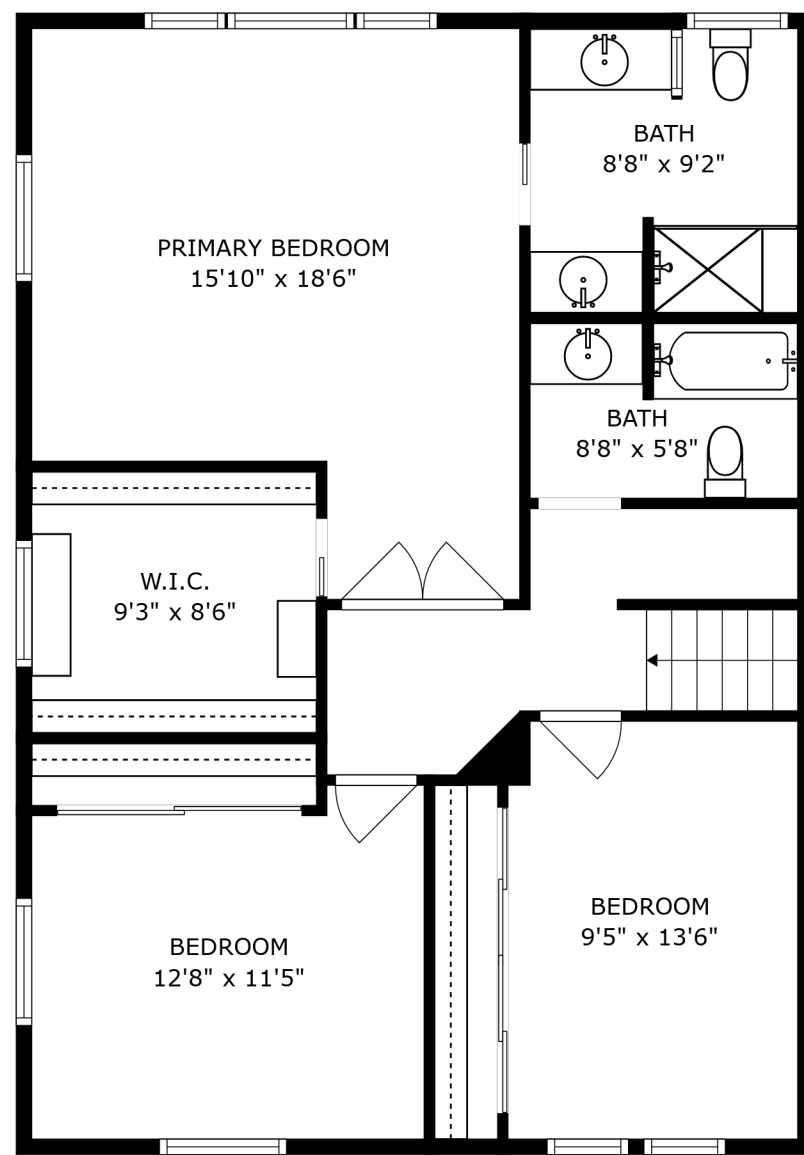 BATH
8'8" x 9'2"
PRIMARY BEDROOM
15'10" x 18'6"
BATH
8'8" x 5'8"
W.I.C.
9'3" x 8'6"
BEDROOM
9'5" x 13'6"
BEDROOM
12'8" x 11'5"